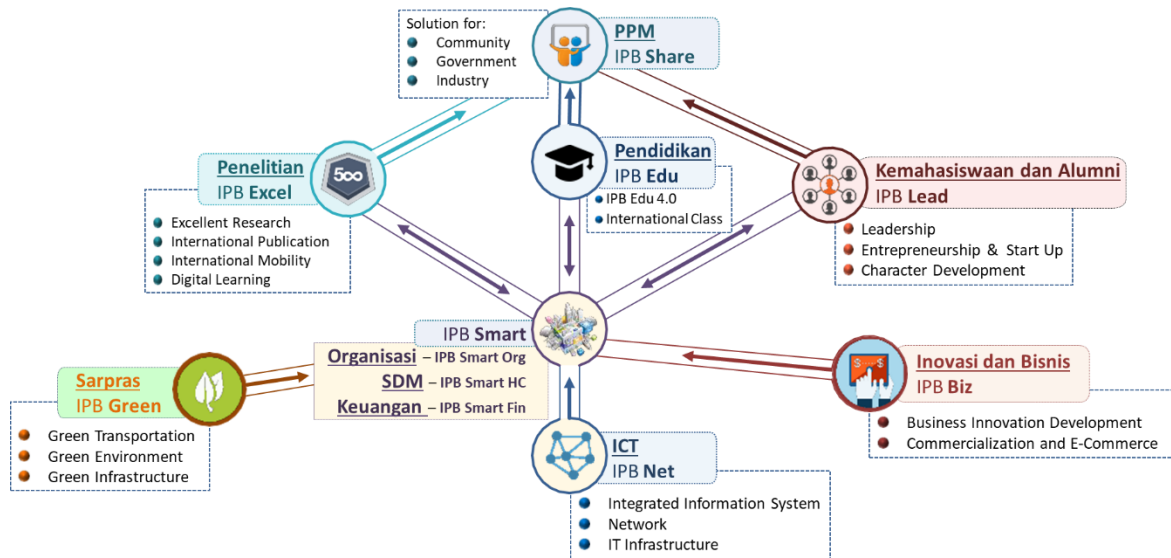 Solution for:
Community
Government
Industry
PPM
IPB Share
Penelitian
IPB Excel
500
Excellent Research
International Publication
International Mobility
Digital Learning
Pendidikan
IPB Edu
IPB Edu 4.0
International Class
Kemahasiswaan dan Alumni
IPB Lead
Leadership
Entrepreneurship & Start Up
Character Development
IPB Smart
Organisasi – IPB Smart Org
SDM – IPB Smart HC
Keuangan – IPB Smart Fin
Sarpras
IPB Green
Green Transportation
Green Environment
Green Infrastructure
Inovasi dan Bisnis
IPB Biz
Business Innovation Development
Commercialization and E-Commerce
ICT
IPB Net
Integrated Information System
Network
IT Infrastructure